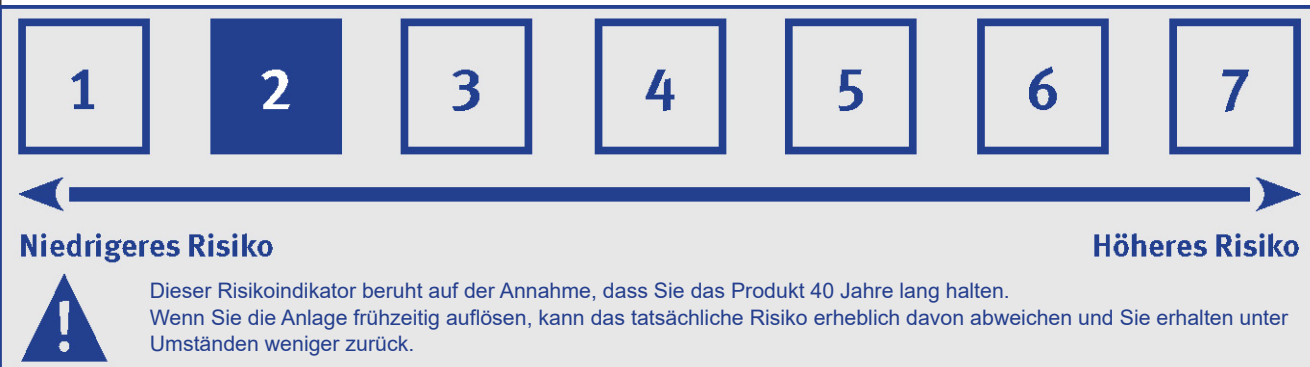 1 2 3 4 5 6 7
Niedrigeres Risiko Höheres Risiko
!
Dieser Risikoindikator beruht auf der Annahme, dass Sie das Produkt 40 Jahre lang halten.
Wenn Sie die Anlage frühzeitig auflösen, kann das tatsächliche Risiko erheblich davon abweichen und Sie erhalten unter
Umständen weniger zurück.